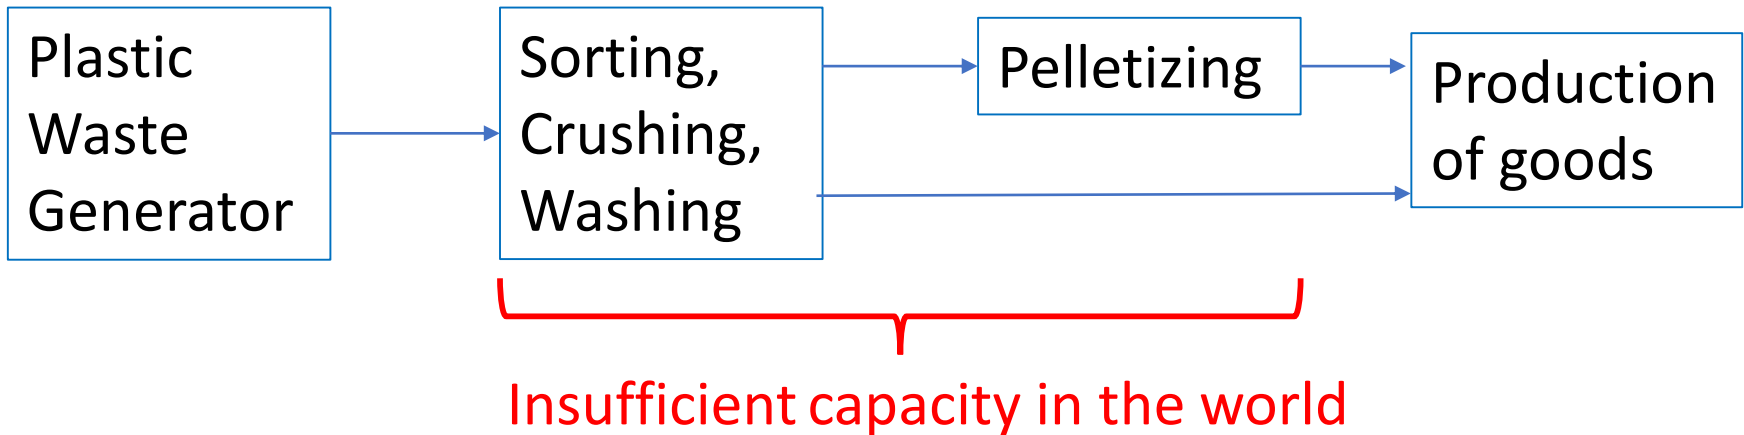 Plastic
Waste
Generator
Sorting,
Crushing,
Washing
Pelletizing
Production
of goods
Insufficient capacity in the world